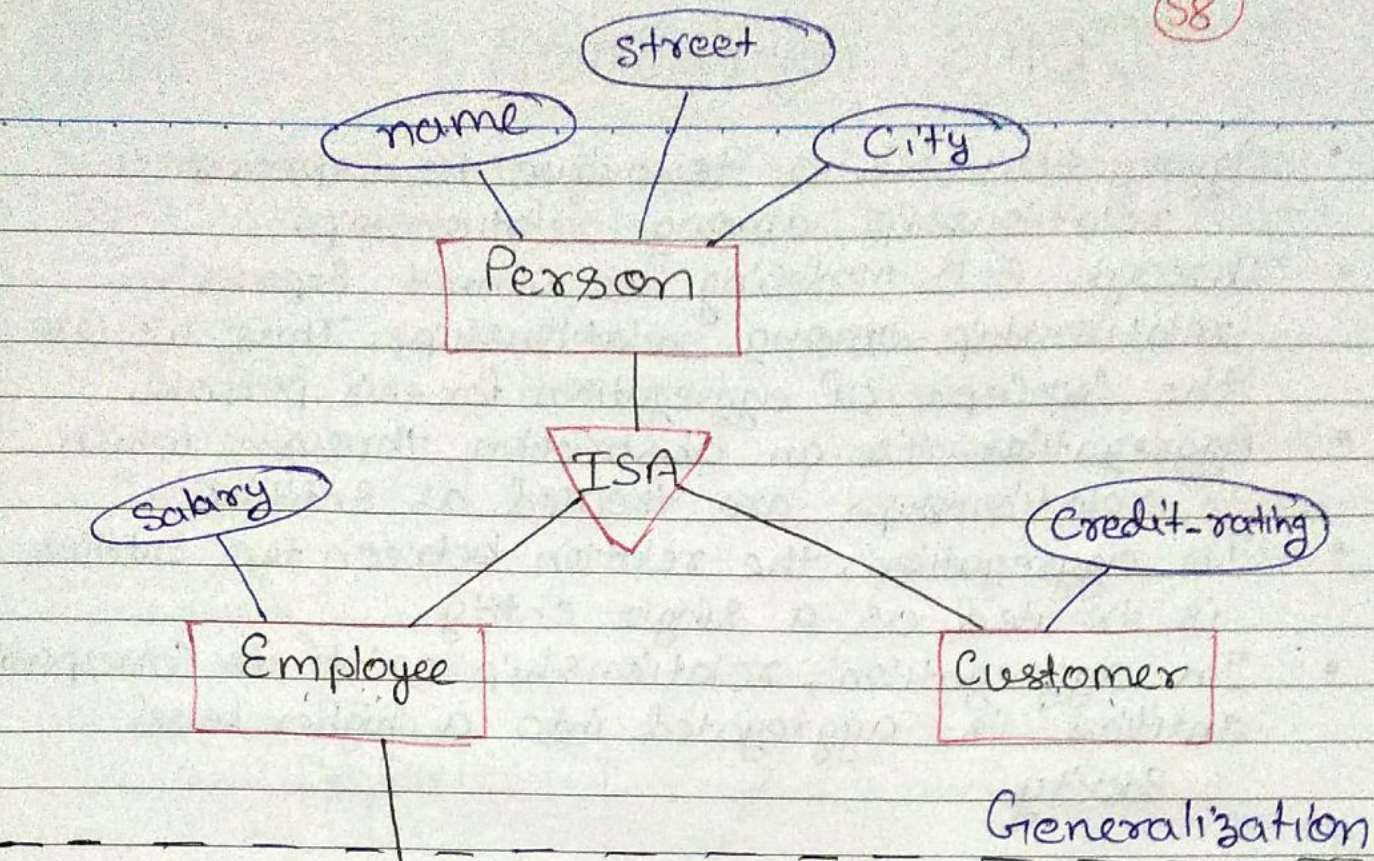 58
street
name
City
Person
ISA
Salary
Credit-rating
Employee
Customer
Generalization